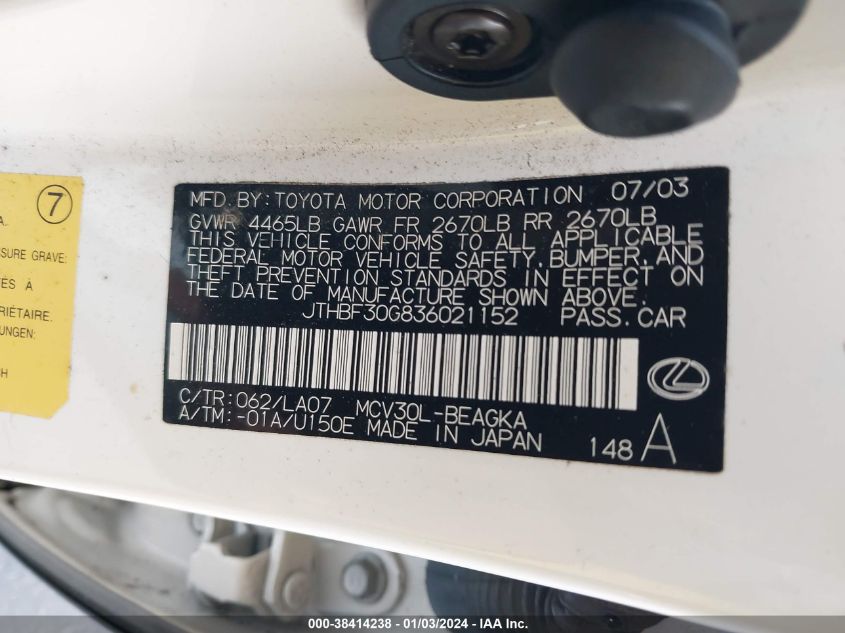 7
A.
SURE GRAVE:
ÉES À
RIÉTAIRE.
UNGEN:
CH
MFD.BY:TOYOTA MOTOR CORPORATION 07/03
GVWR 4465LB GAWR FR 2670LB RR 2670LB
THIS VEHICLE CONFORMS TO ALL APPLICABLE
FEDERAL MOTOR VEHICLE SAFETY,BUMPER,AND
THEFT PREVENTION STANDARDS IN EFFECT ON
THE DATE OF MANUFACTURE SHOWN ABOVE.
JTHBF30G836021152 PASS.CAR
C/TR:062/LA07 MCV30L-BEAGKA
A/TM:-01A/U150E MADE IN JAPAN 148 A
000-38414238 - 01/03/2024 - IAA Inc.